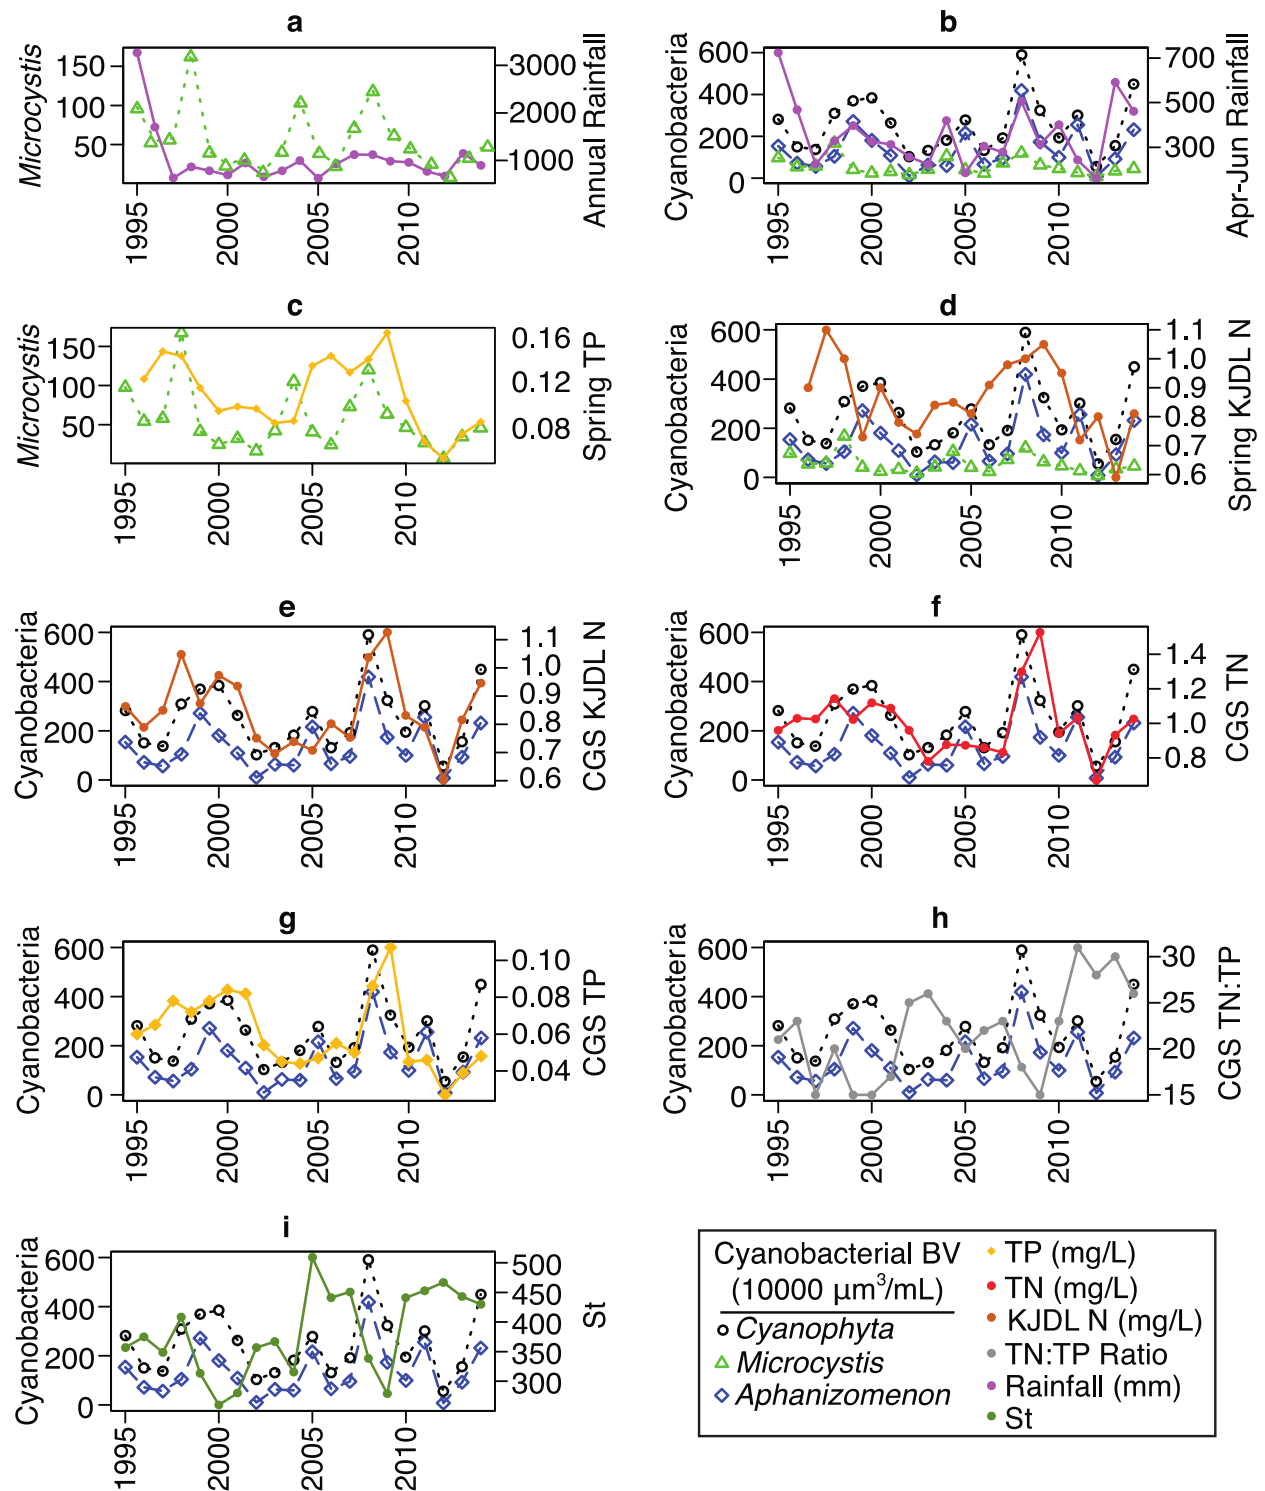 a
Microcystis
150
100
50
3000
2000
1000
Annual Rainfall
1995
2000
2005
2010
b
Cyanobacteria
600
400
200
0
700
500
300
Apr-Jun Rainfall
1995
2000
2005
2010
c
Microcystis
150
100
50
0.16
0.12
0.08
Spring TP
1995
2000
2005
2010
d
Cyanobacteria
600
400
200
0
1.1
1.0
0.9
0.8
0.7
0.6
Spring KJDL N
1995
2000
2005
2010
e
Cyanobacteria
600
400
200
0
1.1
1.0
0.9
0.8
0.7
0.6
CGS KJDL N
1995
2000
2005
2010
f
Cyanobacteria
600
400
200
0
1.4
1.2
1.0
0.8
CGS TN
1995
2000
2005
2010
g
Cyanobacteria
600
400
200
0
0.10
0.08
0.06
0.04
CGS TP
1995
2000
2005
2010
h
Cyanobacteria
600
400
200
0
30
25
20
15
CGS TN:TP
1995
2000
2005
2010
i
Cyanobacteria
600
400
200
0
500
450
400
350
300
St
1995
2000
2005
2010
Cyanobacterial BV
(10000 µm³/mL)
Cyanophyta
Microcystis
Aphanizomenon
TP (mg/L)
TN (mg/L)
KJDL N (mg/L)
TN:TP Ratio
Rainfall (mm)
St